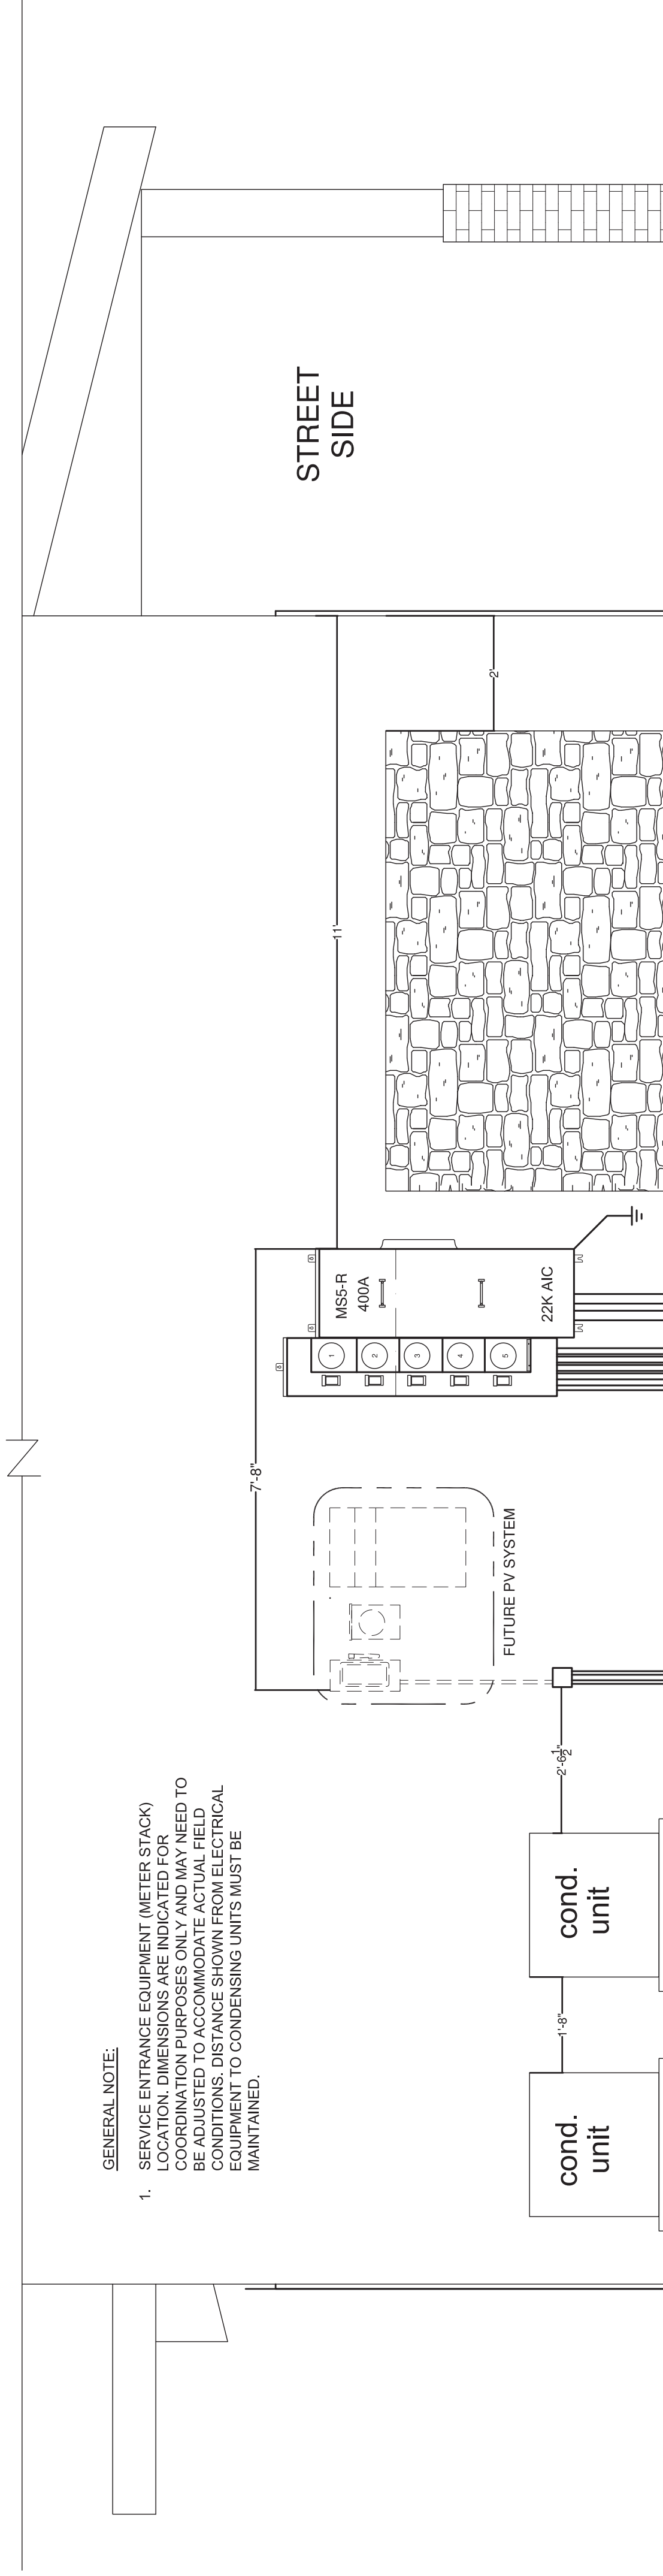 GENERAL NOTE:
1. SERVICE ENTRANCE EQUIPMENT (METER STACK)
LOCATION. DIMENSIONS ARE INDICATED FOR
COORDINATION PURPOSES ONLY AND MAY NEED TO
BE ADJUSTED TO ACCOMMODATE ACTUAL FIELD
CONDITIONS. DISTANCE SHOWN FROM ELECTRICAL
EQUIPMENT TO CONDENSING UNITS MUST BE
MAINTAINED.
7'-8"
11'
STREET
SIDE
MS5-R
400A
22K AIC
1
2
3
4
5
2'
FUTURE PV SYSTEM
2'-6½"
1'-8"
cond.
unit
cond.
unit